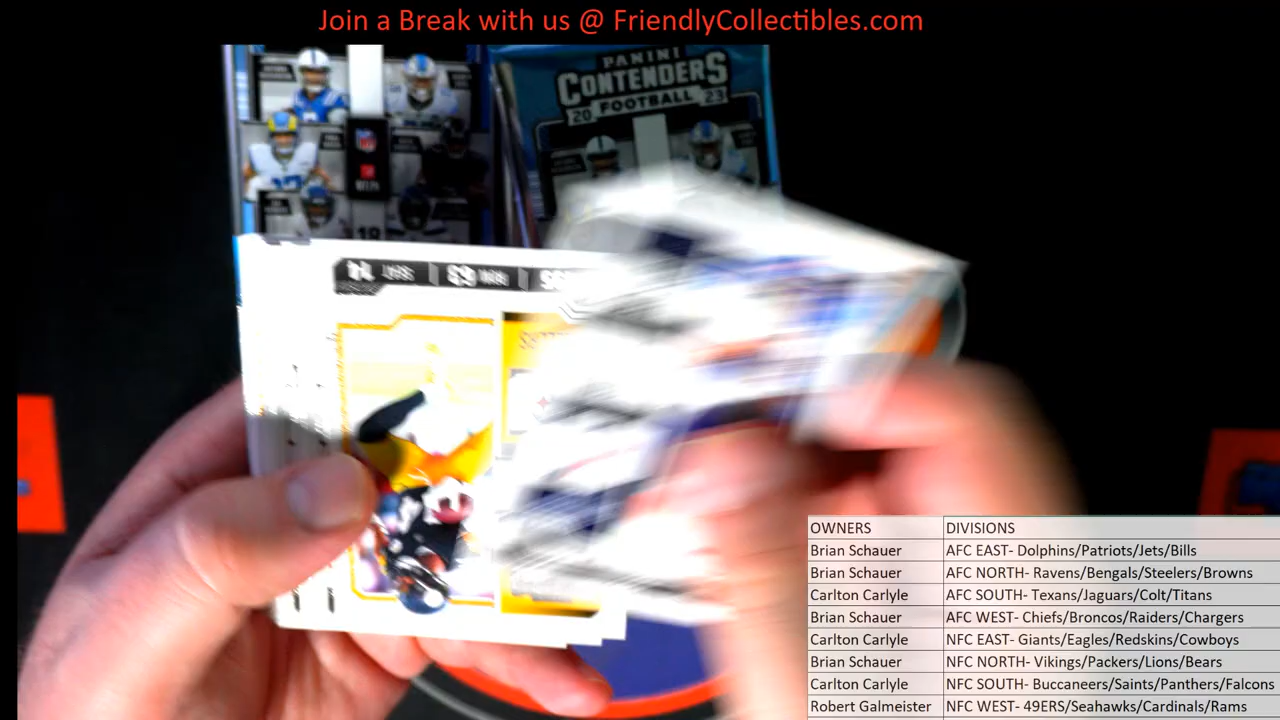 Join a Break with us @ FriendlyCollectibles.com
PANINI
CONTENDERS
FOOTBALL
20 23
18
OWNERS DIVISIONS
Brian Schauer AFC EAST- Dolphins/Patriots/Jets/Bills
Brian Schauer AFC NORTH- Ravens/Bengals/Steelers/Browns
Carlton Carlyle AFC SOUTH- Texans/Jaguars/Colt/Titans
Brian Schauer AFC WEST- Chiefs/Broncos/Raiders/Chargers
Carlton Carlyle NFC EAST- Giants/Eagles/Redskins/Cowboys
Brian Schauer NFC NORTH- Vikings/Packers/Lions/Bears
Carlton Carlyle NFC SOUTH- Buccaneers/Saints/Panthers/Falcons
Robert Galmeister NFC WEST- 49ERS/Seahawks/Cardinals/Rams